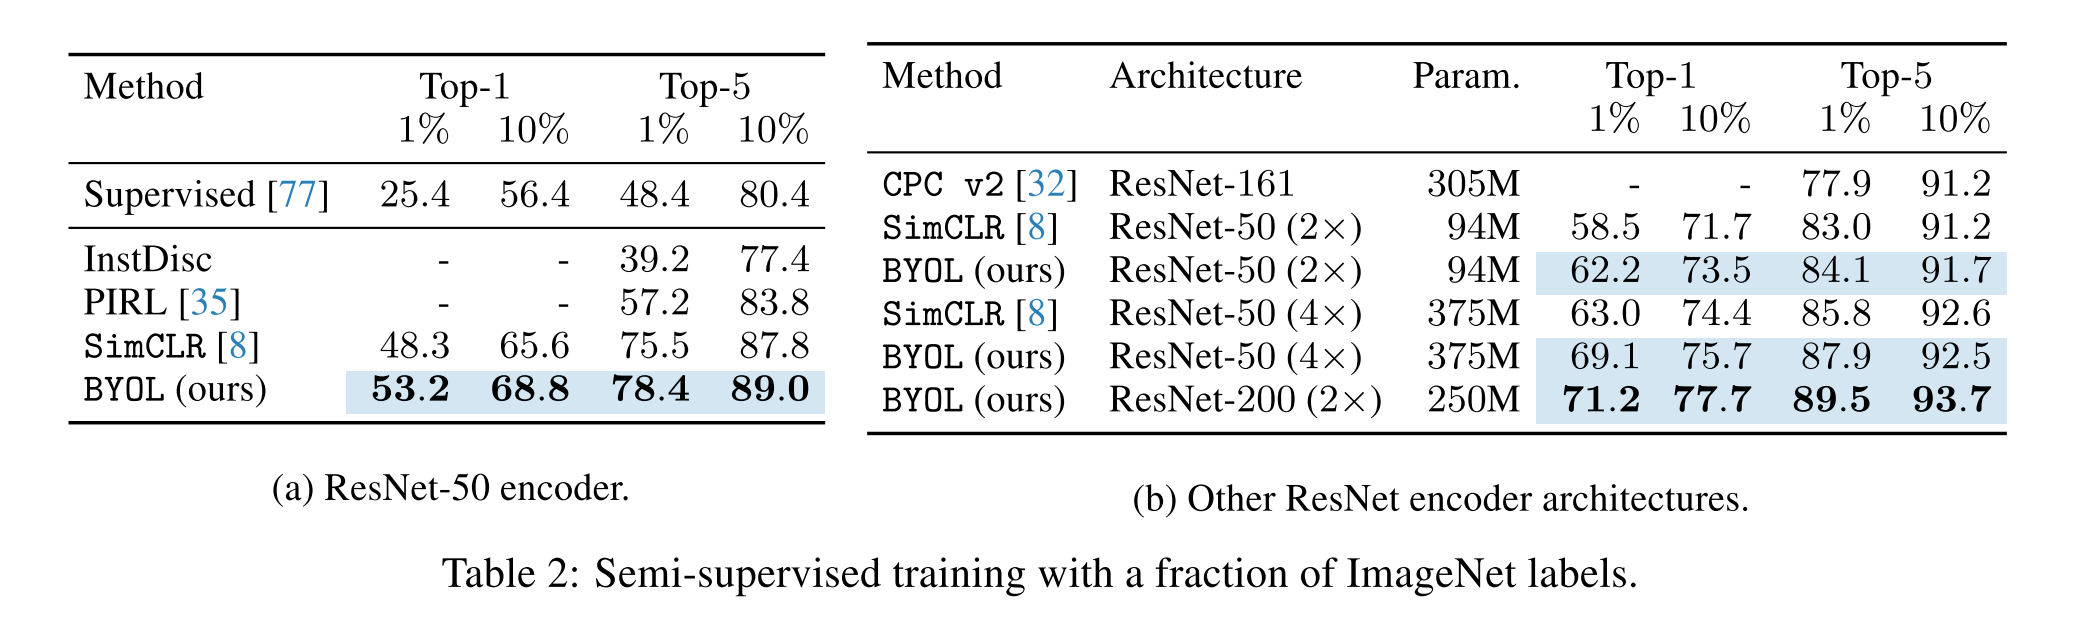 Method Top-1 Top-5
1% 10% 1% 10%
Supervised [77] 25.4 56.4 48.4 80.4
InstDisc - - 39.2 77.4
PIRL [35] - - 57.2 83.8
SimCLR [8] 48.3 65.6 75.5 87.8
BYOL (ours) 53.2 68.8 78.4 89.0
(a) ResNet-50 encoder.
Method Architecture Param. Top-1 Top-5
1% 10% 1% 10%
CPC v2 [32] ResNet-161 305M - - 77.9 91.2
SimCLR [8] ResNet-50 (2×) 94M 58.5 71.7 83.0 91.2
BYOL (ours) ResNet-50 (2×) 94M 62.2 73.5 84.1 91.7
SimCLR [8] ResNet-50 (4×) 375M 63.0 74.4 85.8 92.6
BYOL (ours) ResNet-50 (4×) 375M 69.1 75.7 87.9 92.5
BYOL (ours) ResNet-200 (2×) 250M 71.2 77.7 89.5 93.7
(b) Other ResNet encoder architectures.
Table 2: Semi-supervised training with a fraction of ImageNet labels.